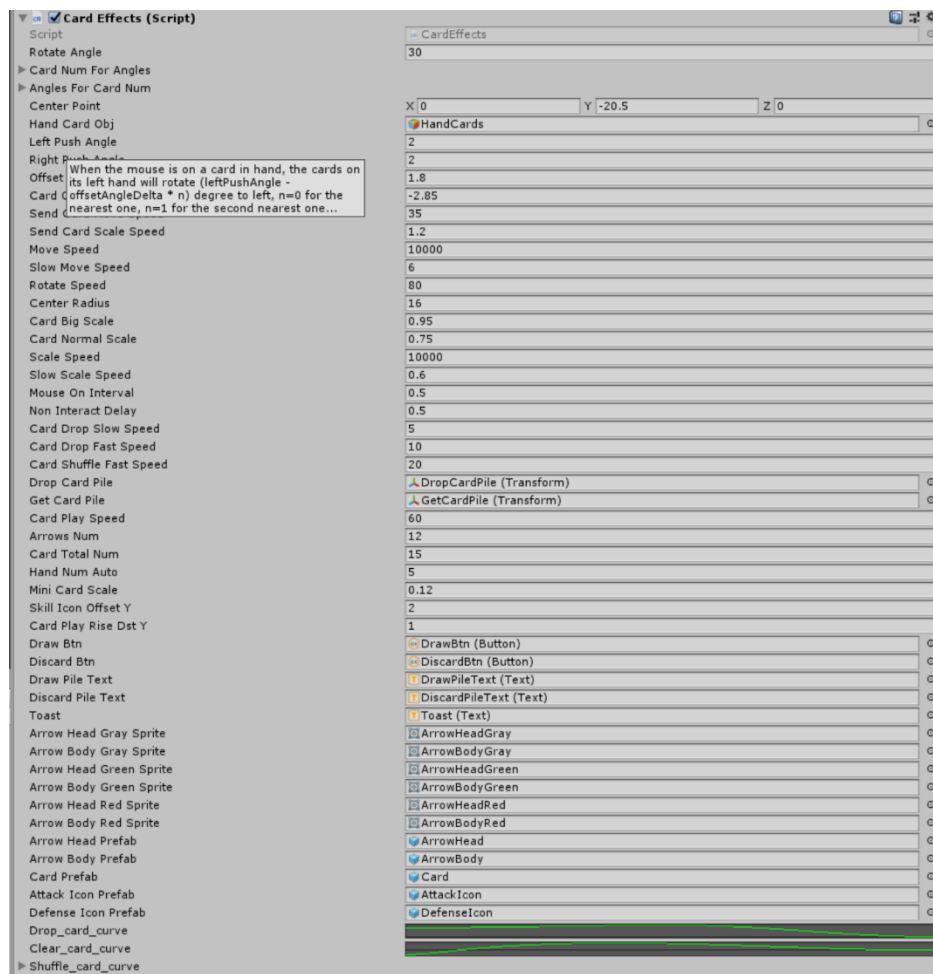 Card Effects (Script)
Script CardEffects
Rotate Angle 30
Card Num For Angles
Angles For Card Num
Center Point X 0 Y -20.5 Z 0
Hand Card Obj HandCards
Left Push Angle 2
Right Push Angle 2
When the mouse is on a card in hand, the cards on
Offset 1.8
its left hand will rotate (leftPushAngle -
Card -2.85
offsetAngleDelta * n) degree to left, n=0 for the
nearest one, n=1 for the second nearest one...
Send Card Move Speed 35
Send Card Scale Speed 1.2
Move Speed 10000
Slow Move Speed 6
Rotate Speed 80
Center Radius 16
Card Big Scale 0.95
Card Normal Scale 0.75
Scale Speed 10000
Slow Scale Speed 0.6
Mouse On Interval 0.5
Non Interact Delay 0.5
Card Drop Slow Speed 5
Card Drop Fast Speed 10
Card Shuffle Fast Speed 20
Drop Card Pile DropCardPile (Transform)
Get Card Pile GetCardPile (Transform)
Card Play Speed 60
Arrows Num 12
Card Total Num 15
Hand Num Auto 5
Mini Card Scale 0.12
Skill Icon Offset Y 2
Card Play Rise Dst Y 1
Draw Btn DrawBtn (Button)
Discard Btn DiscardBtn (Button)
Draw Pile Text DrawPileText (Text)
Discard Pile Text DiscardPileText (Text)
Toast Toast (Text)
Arrow Head Gray Sprite ArrowHeadGray
Arrow Body Gray Sprite ArrowBodyGray
Arrow Head Green Sprite ArrowHeadGreen
Arrow Body Green Sprite ArrowBodyGreen
Arrow Head Red Sprite ArrowHeadRed
Arrow Body Red Sprite ArrowBodyRed
Arrow Head Prefab ArrowHead
Arrow Body Prefab ArrowBody
Card Prefab Card
Attack Icon Prefab AttackIcon
Defense Icon Prefab DefenseIcon
Drop_card_curve
Clear_card_curve
Shuffle_card_curve